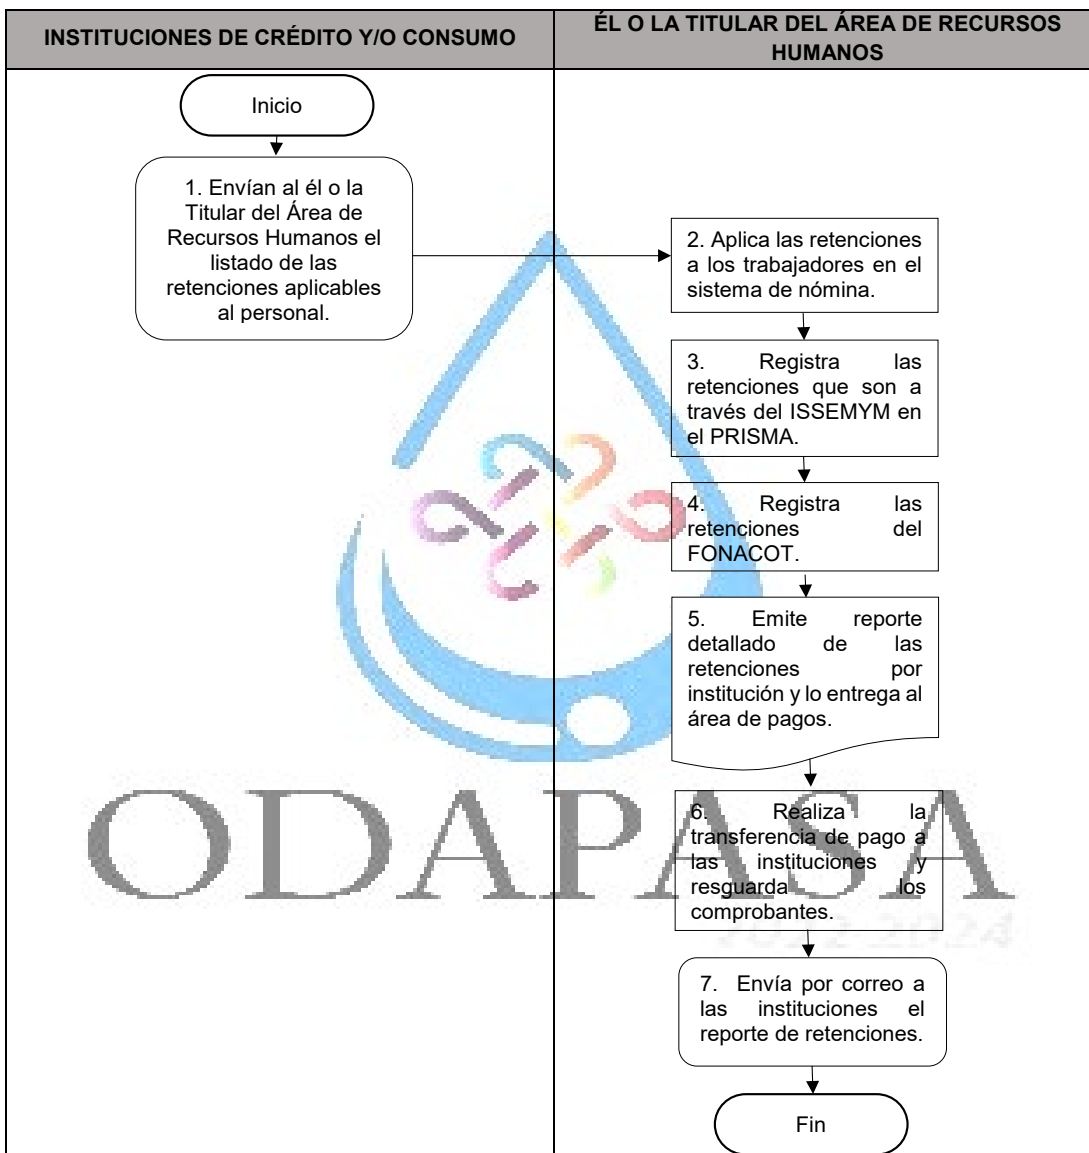 INSTITUCIONES DE CRÉDITO Y/O CONSUMO
ÉL O LA TITULAR DEL ÁREA DE RECURSOS
HUMANOS
Inicio
1. Envían al él o la
Titular del Área de
Recursos Humanos el
listado de las
retenciones aplicables
al personal.
2. Aplica las retenciones
a los trabajadores en el
sistema de nómina.
3. Registra las
retenciones que son a
través del ISSEMYM en
el PRISMA.
4. Registra las
retenciones del
FONACOT.
5. Emite reporte
detallado de las
retenciones por
institución y lo entrega al
área de pagos.
6. Realiza la
transferencia de pago a
las instituciones y
resguarda los
comprobantes.
7. Envía por correo a
las instituciones el
reporte de retenciones.
Fin
ODAPASA
2022-2024